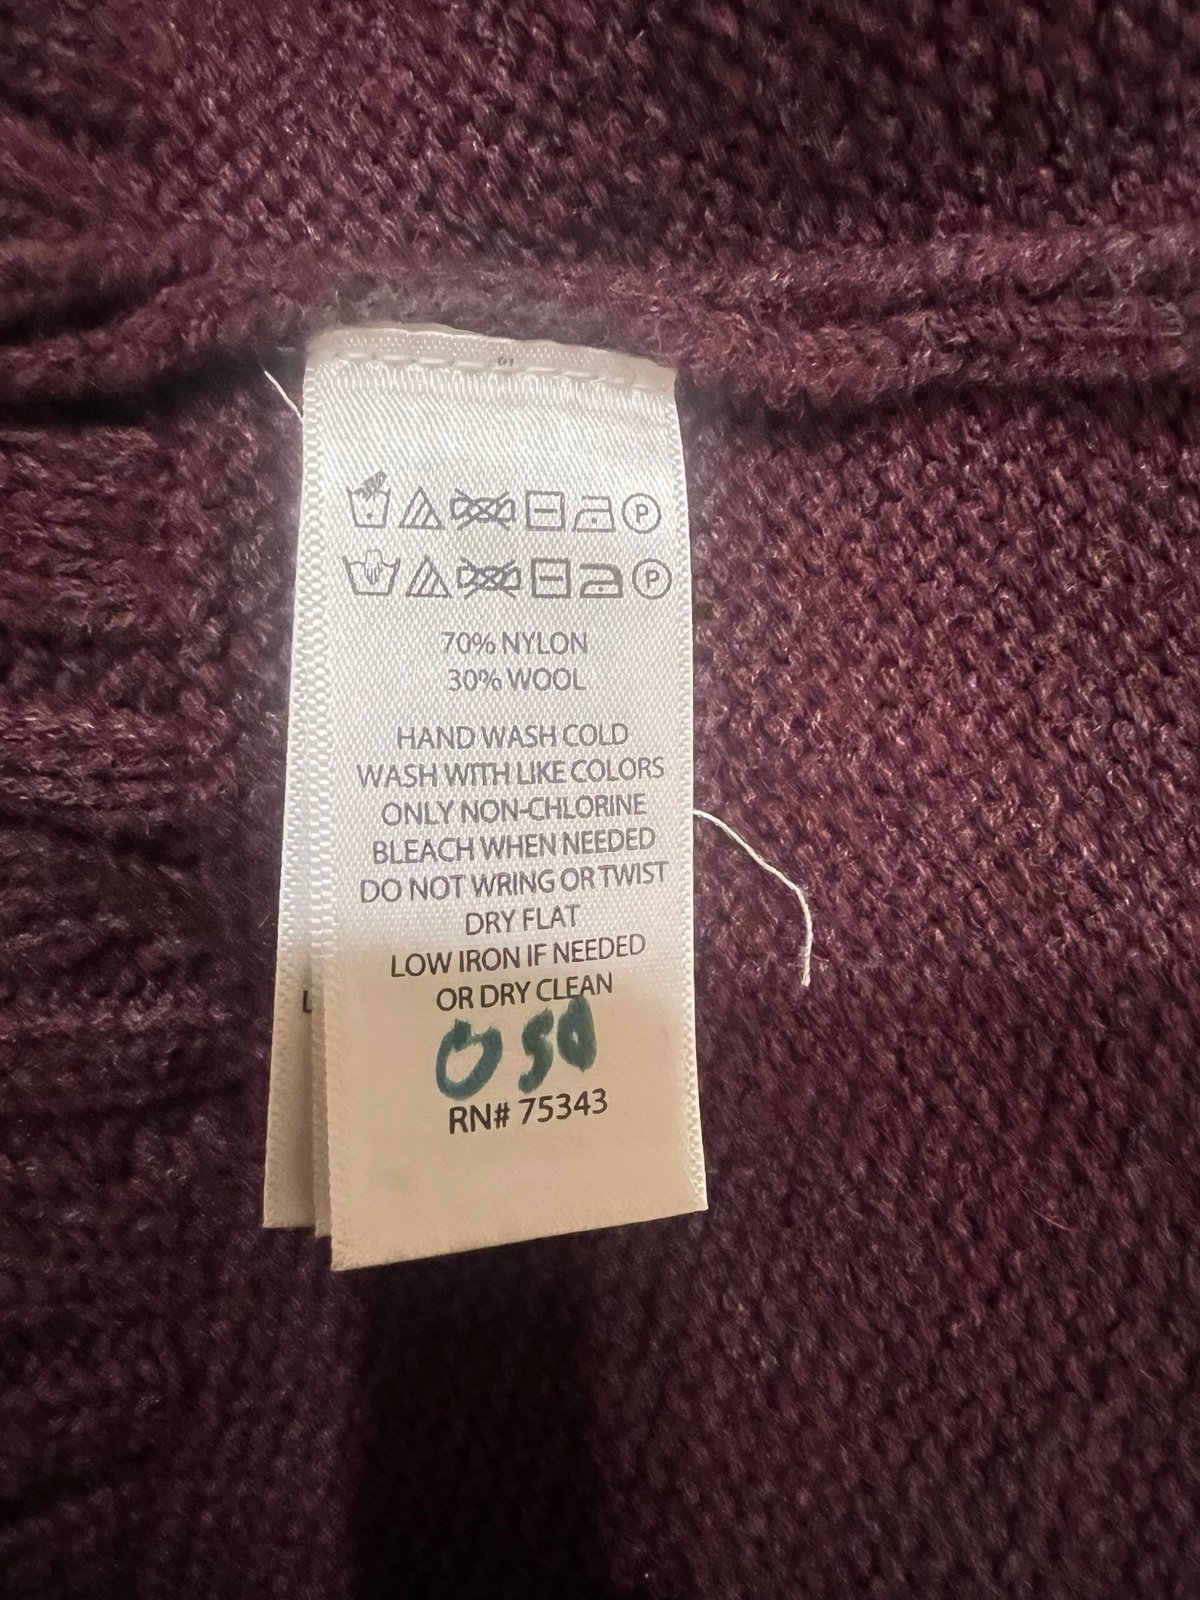 P
P
70% NYLON
30% WOOL
HAND WASH COLD
WASH WITH LIKE COLORS
ONLY NON-CHLORINE
BLEACH WHEN NEEDED
DO NOT WRING OR TWIST
DRY FLAT
LOW IRON IF NEEDED
OR DRY CLEAN
RN# 75343